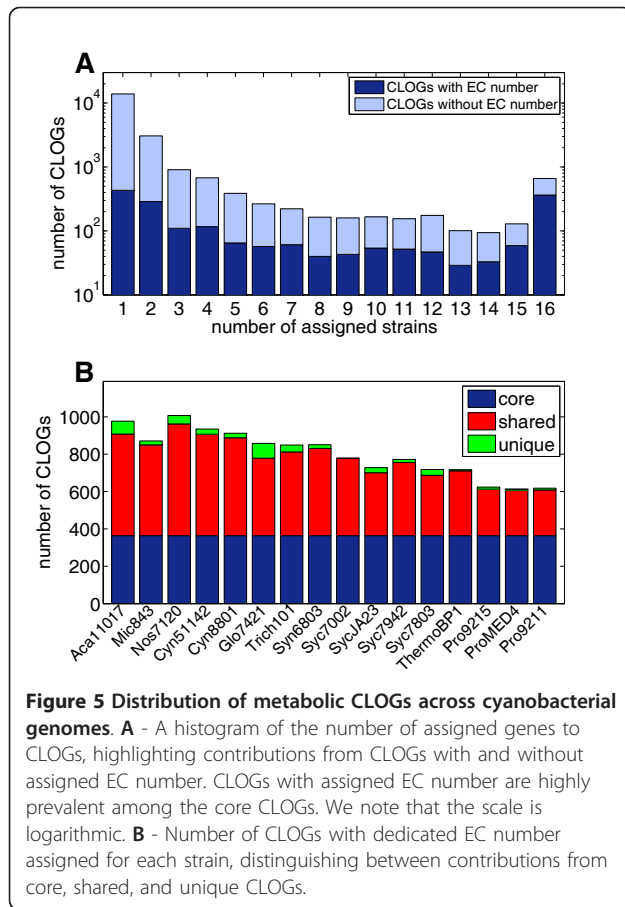 A
CLOGs with EC number
CLOGs without EC number
number of CLOGs
10^4
10^3
10^2
10^1
1 2 3 4 5 6 7 8 9 10 11 12 13 14 15 16
number of assigned strains
B
core
shared
unique
number of CLOGs
1000
800
600
400
200
0
Aca11017 Mic843 Nos7120 Cyn51142 Cyn8801 Glo7421 Trich101 Syn6803 Syc7002 SycJA23 Syc7942 Syc7803 ThermoBP1 Pro9215 ProMED4 Pro9211
Figure 5 Distribution of metabolic CLOGs across cyanobacterial
genomes. A - A histogram of the number of assigned genes to
CLOGs, highlighting contributions from CLOGs with and without
assigned EC number. CLOGs with assigned EC number are highly
prevalent among the core CLOGs. We note that the scale is
logarithmic. B - Number of CLOGs with dedicated EC number
assigned for each strain, distinguishing between contributions from
core, shared, and unique CLOGs.